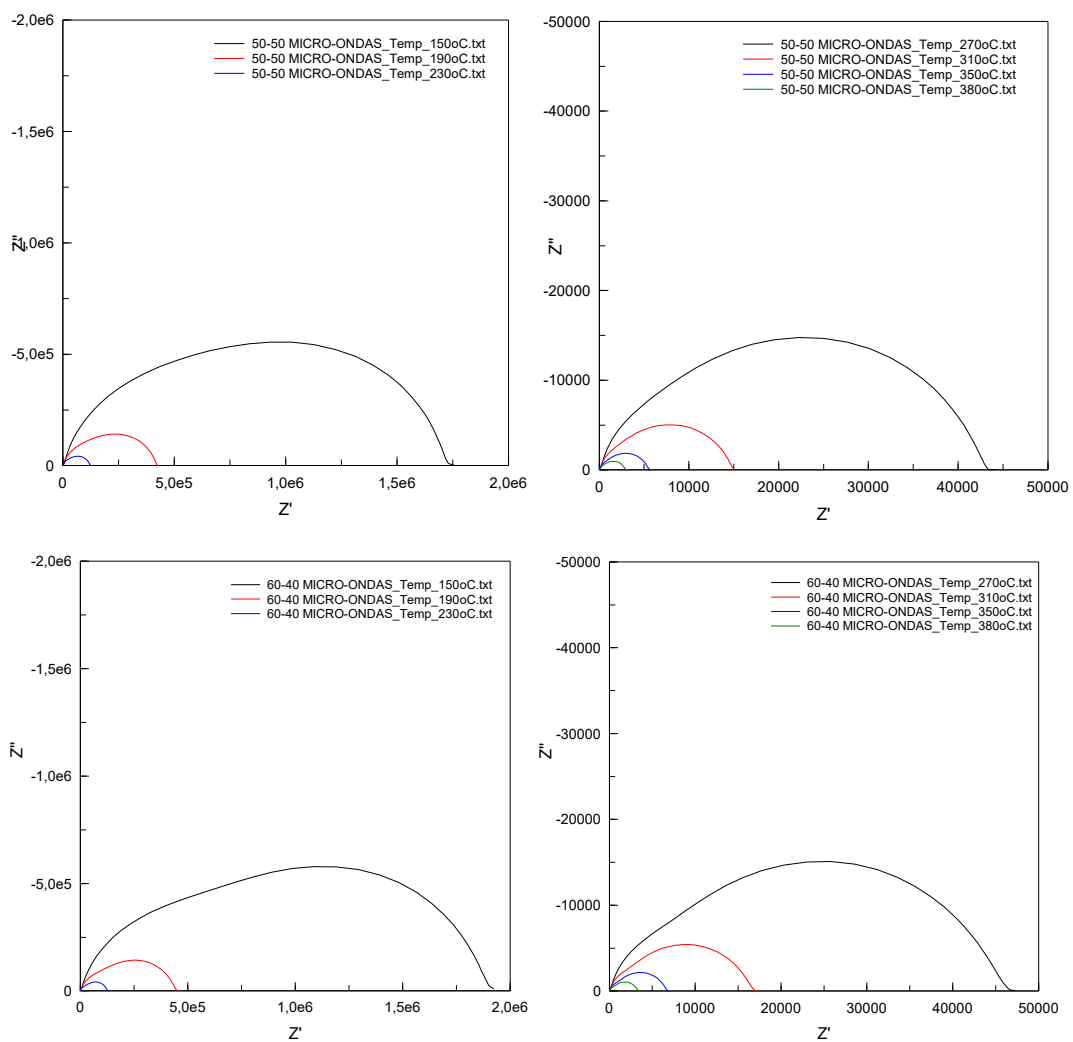 -2,0e6
50-50 MICRO-ONDAS_Temp_150oC.txt
50-50 MICRO-ONDAS_Temp_190oC.txt
50-50 MICRO-ONDAS_Temp_230oC.txt
-1,5e6
Z"
-1,0e6
-5,0e5
0
0 5,0e5 1,0e6 1,5e6 2,0e6
Z'
-50000
50-50 MICRO-ONDAS_Temp_270oC.txt
50-50 MICRO-ONDAS_Temp_310oC.txt
50-50 MICRO-ONDAS_Temp_350oC.txt
50-50 MICRO-ONDAS_Temp_380oC.txt
-40000
-30000
Z"
-20000
-10000
0
0 10000 20000 30000 40000 50000
Z'
-2,0e6
60-40 MICRO-ONDAS_Temp_150oC.txt
60-40 MICRO-ONDAS_Temp_190oC.txt
60-40 MICRO-ONDAS_Temp_230oC.txt
-1,5e6
Z"
-1,0e6
-5,0e5
0
0 5,0e5 1,0e6 1,5e6 2,0e6
Z'
-50000
60-40 MICRO-ONDAS_Temp_270oC.txt
60-40 MICRO-ONDAS_Temp_310oC.txt
60-40 MICRO-ONDAS_Temp_350oC.txt
60-40 MICRO-ONDAS_Temp_380oC.txt
-40000
-30000
Z"
-20000
-10000
0
0 10000 20000 30000 40000 50000
Z'